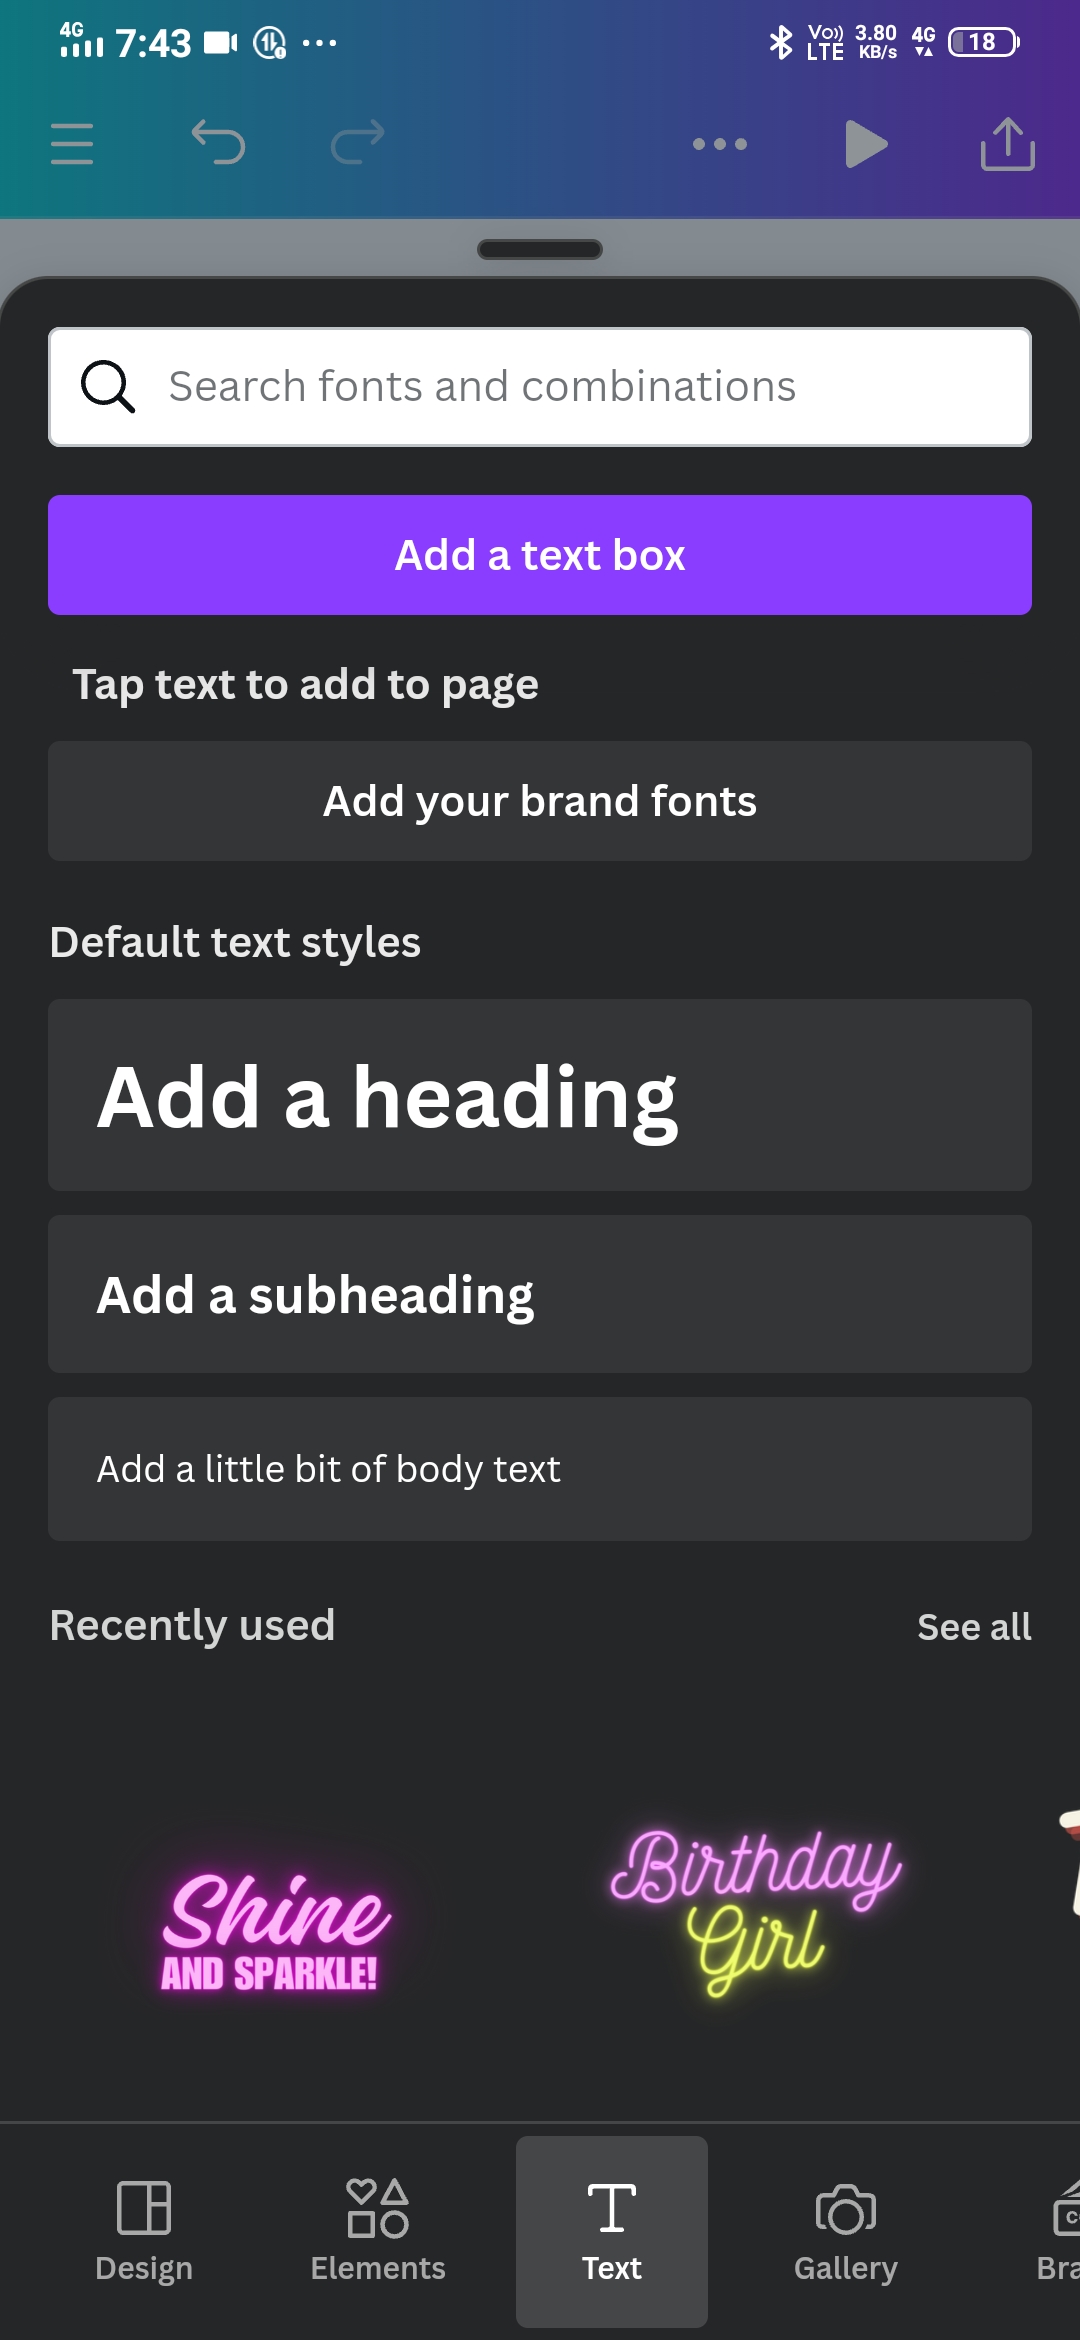 4G 7:43 Vo)) LTE 3.80 KB/s 4G 18
Search fonts and combinations
Add a text box
Tap text to add to page
Add your brand fonts
Default text styles
Add a heading
Add a subheading
Add a little bit of body text
Recently used See all
Shine
AND SPARKLE!
Birthday
Girl
Design Elements Text Gallery